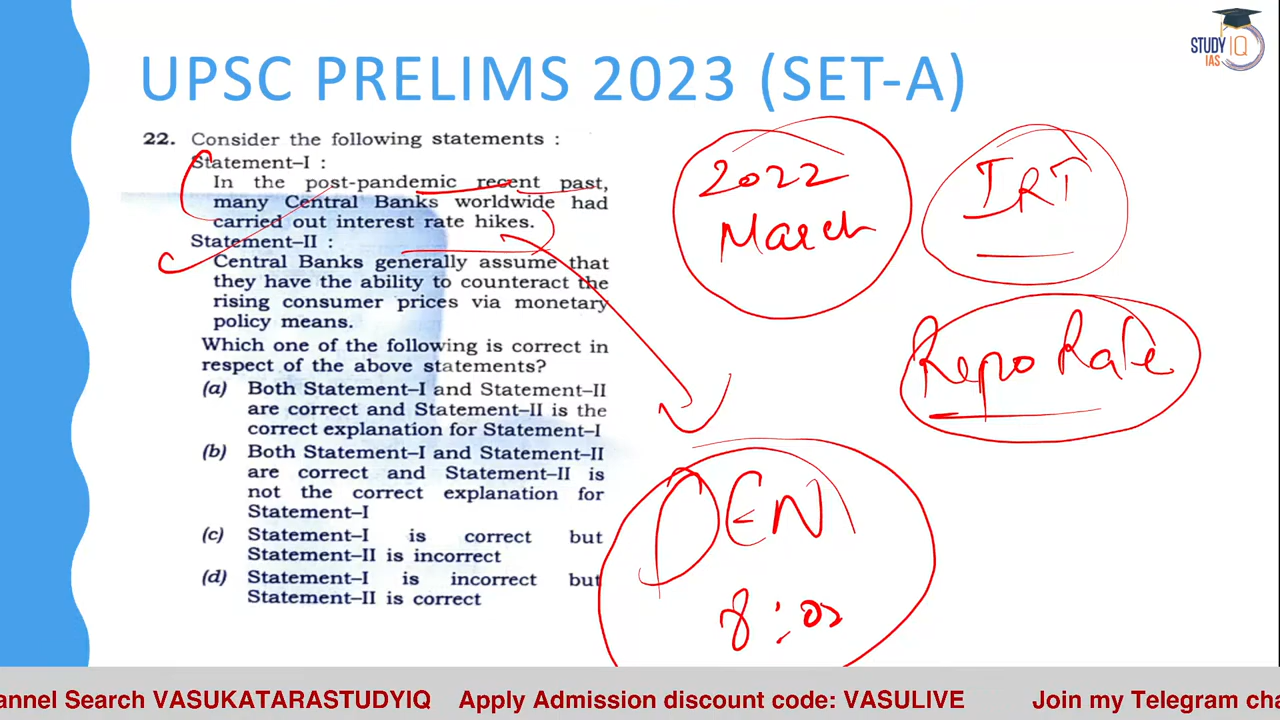 STUDY IQ
IAS
UPSC PRELIMS 2023 (SET-A)
22. Consider the following statements :
Statement–I :
In the post-pandemic recent past,
many Central Banks worldwide had
carried out interest rate hikes.
Statement–II :
Central Banks generally assume that
they have the ability to counteract the
rising consumer prices via monetary
policy means.
Which one of the following is correct in
respect of the above statements?
(a) Both Statement–I and Statement–II
are correct and Statement–II is the
correct explanation for Statement–I
(b) Both Statement–I and Statement–II
are correct and Statement–II is
not the correct explanation for
Statement–I
(c) Statement–I is correct but
Statement–II is incorrect
(d) Statement–I is incorrect but
Statement–II is correct
2022
March
IRT
Repo Rate
annel Search VASUKATARASTUDYIQ Apply Admission discount code: VASULIVE Join my Telegram cha